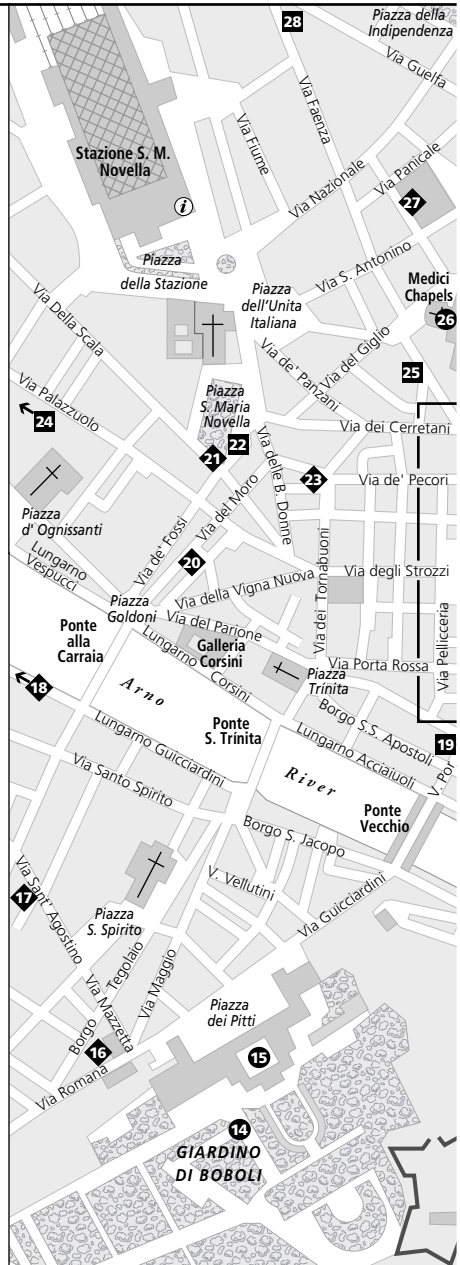 28
Piazza della
Indipendenza
Via Guelfa
Via Faenza
Via Fiume
Stazione S. M.
Novella
Via Nazionale
Via Panicale
27
i
Via S. Antonino
Piazza
della Stazione
Piazza
dell'Unita
Italiana
Medici
Chapels
26
Via Della Scala
Via del Giglio
Via de' Panzani
25
Via Palazzuolo
24
Piazza
S. Maria
Novella
22
21
Via dei Cerretani
Via delle B. Donne
23
Via de' Pecori
Piazza
d' Ognissanti
Via del Moro
Via de' Fossi
20
Lungarno
Vespucci
Via degli Strozzi
Via della Vigna Nuova
Via dei Tornabuoni
Via Pellicceria
Piazza
Goldoni
Via del Parione
Ponte
alla
Carraia
Galleria
Corsini
Lungarno Corsini
Via Porta Rossa
Piazza
Trinita
18
Arno
Ponte
S. Trinita
Borgo S.S. Apostoli
19
Lungarno Guicciardini
Lungarno Acciaiuoli
V. Por
River
Via Santo Spirito
Ponte
Vecchio
Borgo S. Jacopo
V. Vellutini
Via Guicciardini
17
Via Sant' Agostino
Piazza
S. Spirito
Borgo Tegolaio
Via Maggio
Via Mazzetta
Piazza
dei Pitti
16
15
Via Romana
14
GIARDINO
DI BOBOLI